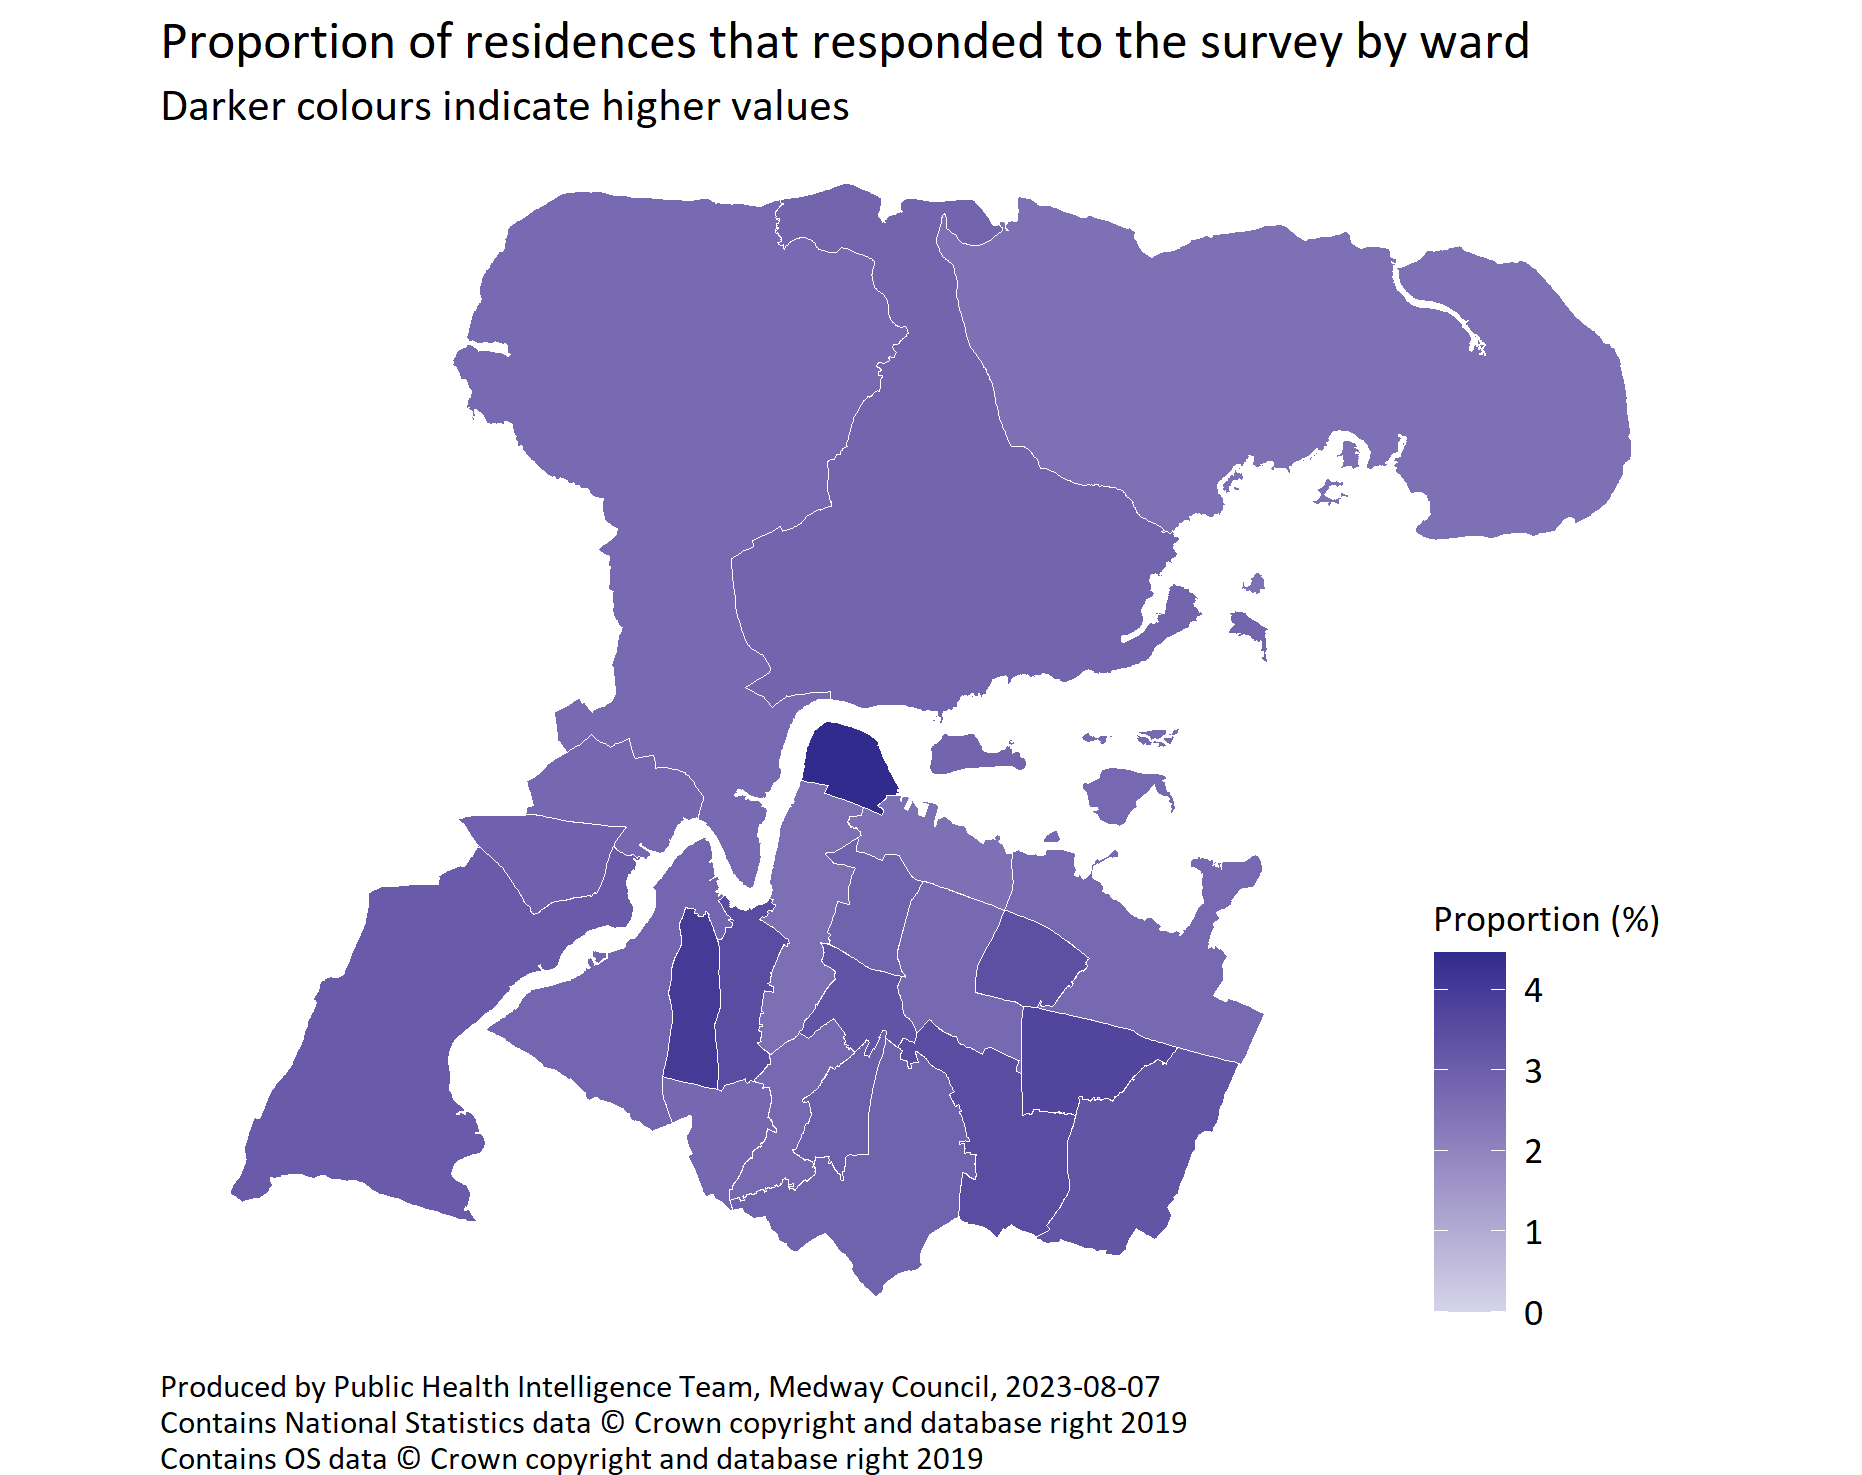 Proportion of residences that responded to the survey by ward
Darker colours indicate higher values
Proportion (%)
4
3
2
1
0
Produced by Public Health Intelligence Team, Medway Council, 2023-08-07
Contains National Statistics data © Crown copyright and database right 2019
Contains OS data © Crown copyright and database right 2019